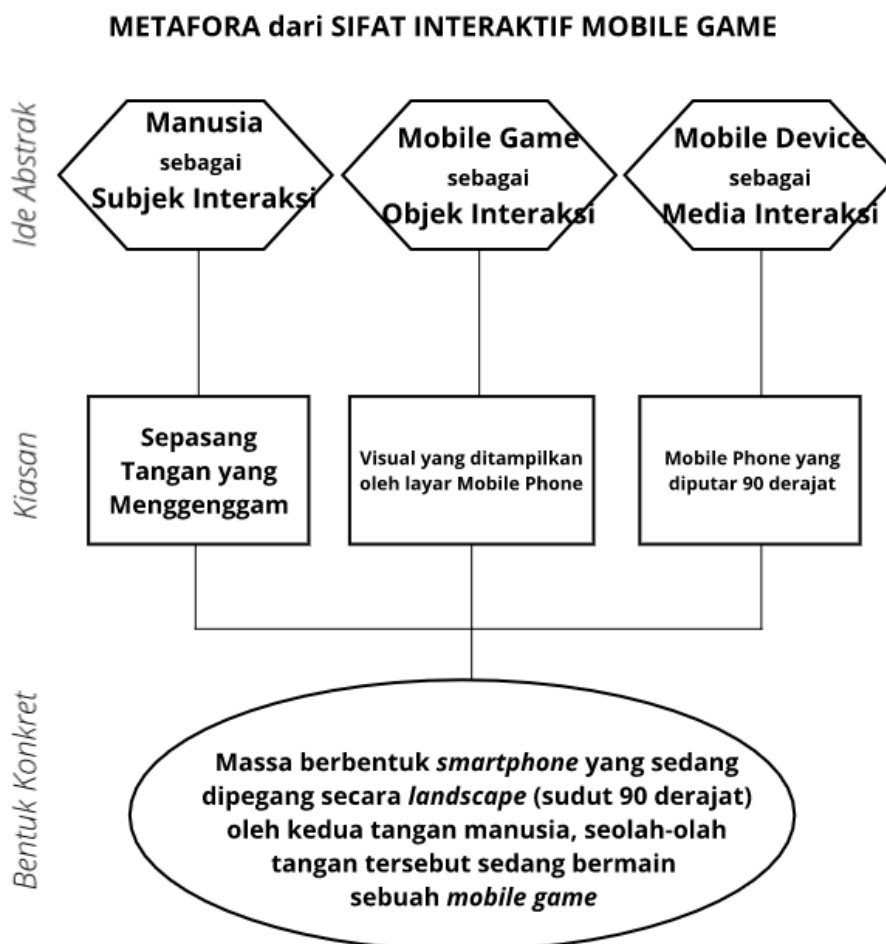 METAFORA dari SIFAT INTERAKTIF MOBILE GAME
Ide Abstrak
Manusia
sebagai
Subjek Interaksi
Mobile Game
sebagai
Objek Interaksi
Mobile Device
sebagai
Media Interaksi
Kiasan
Sepasang
Tangan yang
Menggenggam
Visual yang ditampilkan
oleh layar Mobile Phone
Mobile Phone yang
diputar 90 derajat
Bentuk Konkret
Massa berbentuk smartphone yang sedang
dipegang secara landscape (sudut 90 derajat)
oleh kedua tangan manusia, seolah-olah
tangan tersebut sedang bermain
sebuah mobile game